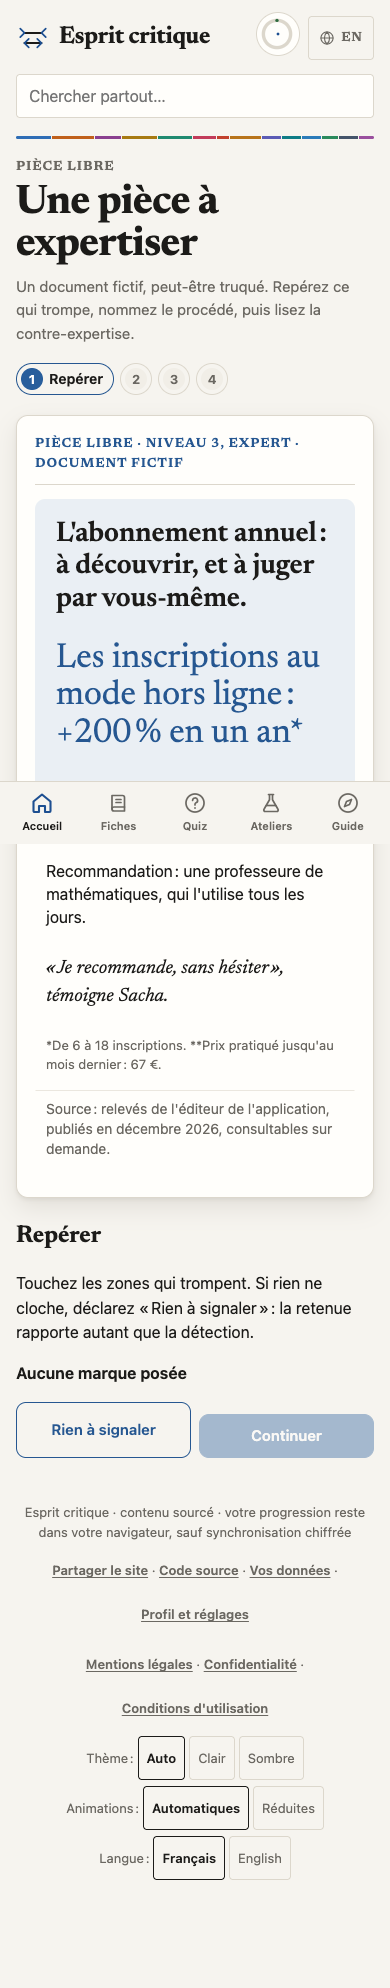 Esprit critique
EN
Chercher partout...
PIÈCE LIBRE
Une pièce à
expertiser
Un document fictif, peut-être truqué. Repérez ce
qui trompe, nommez le procédé, puis lisez la
contre-expertise.
1 Repérer 2 3 4
PIÈCE LIBRE · NIVEAU 3, EXPERT ·
DOCUMENT FICTIF
L'abonnement annuel :
à découvrir, et à juger
par vous-même.
Les inscriptions au
mode hors ligne :
+200 % en un an*
Accueil Fiches Quiz Ateliers Guide
Recommandation : une professeure de
mathématiques, qui l'utilise tous les
jours.
« Je recommande, sans hésiter »,
témoigne Sacha.
*De 6 à 18 inscriptions. **Prix pratiqué jusqu'au
mois dernier : 67 €.
Source : relevés de l'éditeur de l'application,
publiés en décembre 2026, consultables sur
demande.
Repérer
Touchez les zones qui trompent. Si rien ne
cloche, déclarez « Rien à signaler » : la retenue
rapporte autant que la détection.
Aucune marque posée
Rien à signaler Continuer
Esprit critique · contenu sourcé · votre progression reste
dans votre navigateur, sauf synchronisation chiffrée
Partager le site · Code source · Vos données ·
Profil et réglages
Mentions légales · Confidentialité ·
Conditions d'utilisation
Thème : Auto Clair Sombre
Animations : Automatiques Réduites
Langue : Français English